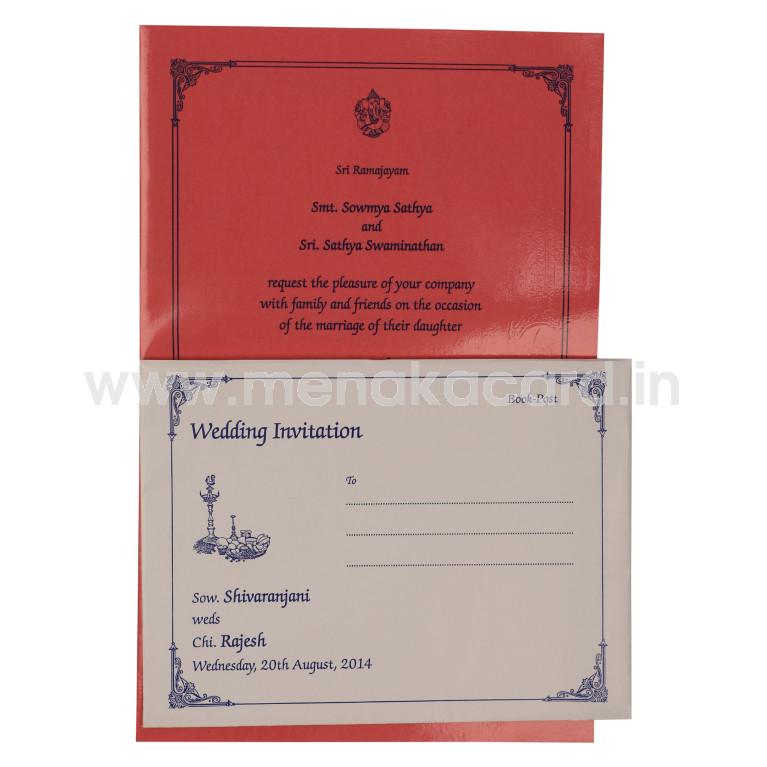 Sri Ramajayam
Smt. Sowmya Sathya
and
Sri. Sathya Swaminathan
request the pleasure of your company
with family and friends on the occasion
of the marriage of their daughter
www.menakacard.in
Book-Post
Wedding Invitation
To
Sow. Shivaranjani
weds
Chi. Rajesh
Wednesday, 20th August, 2014